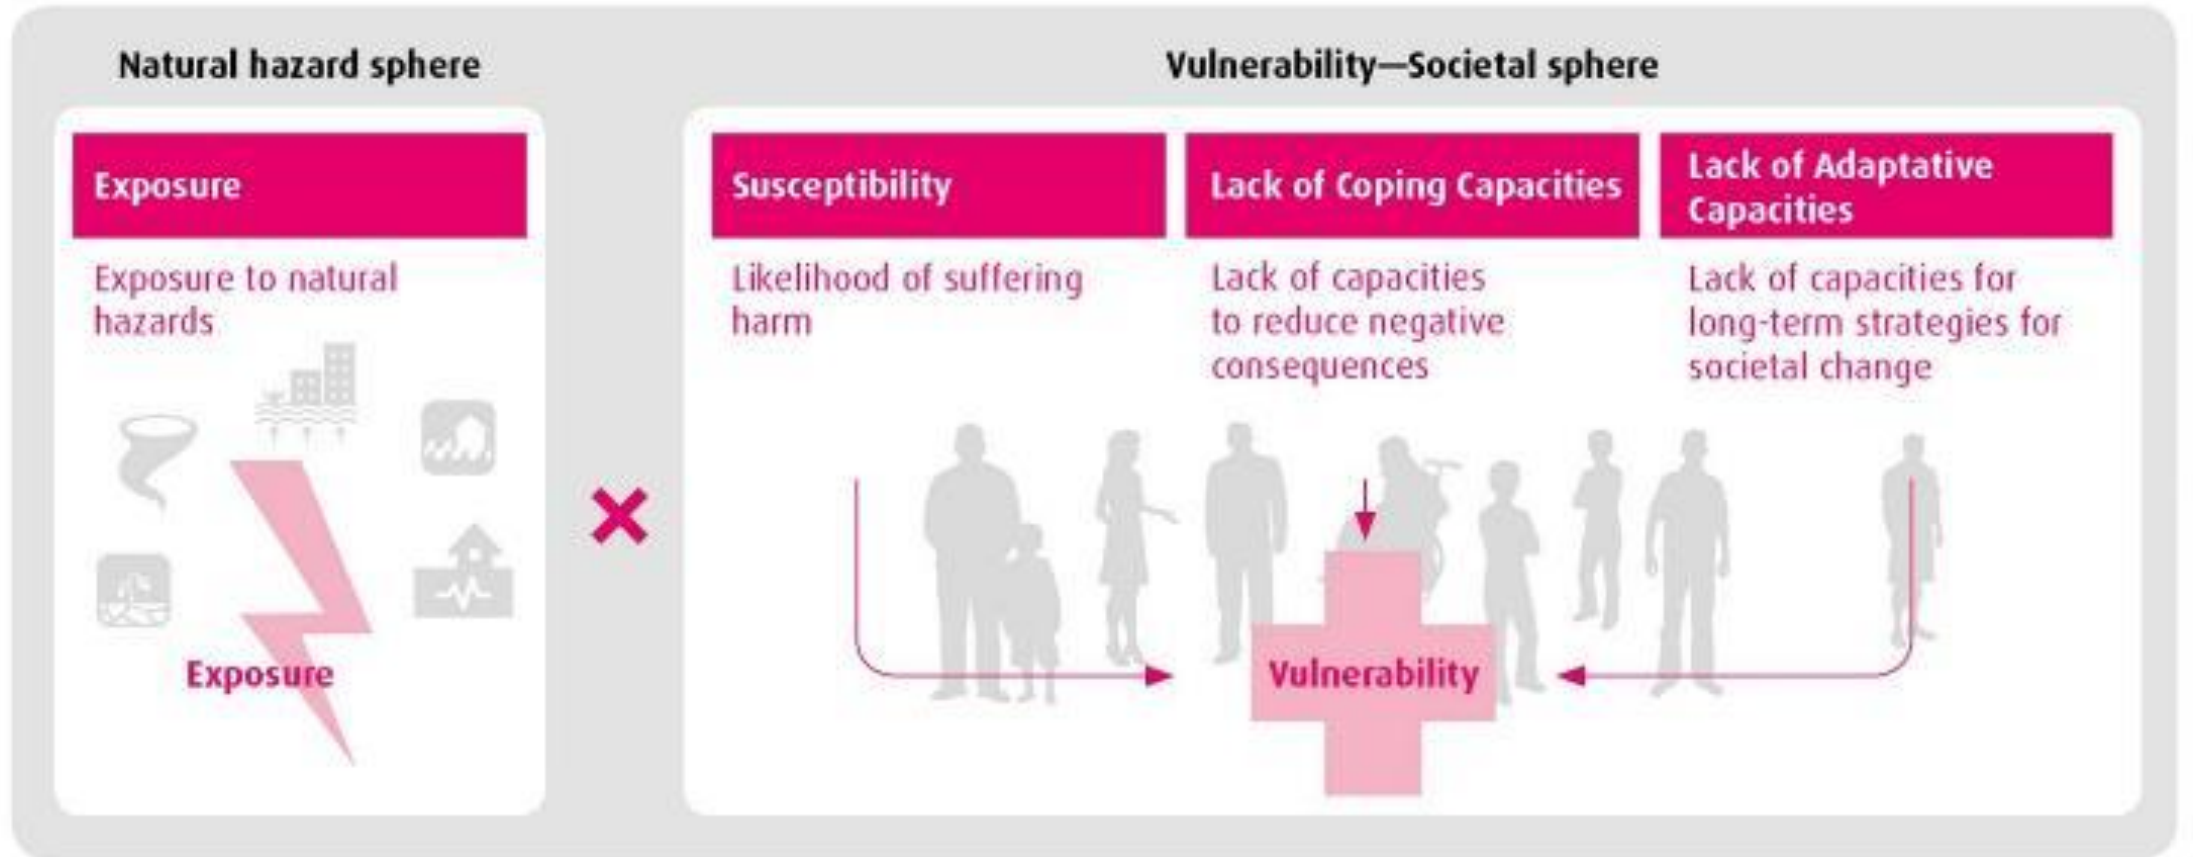 Natural hazard sphere
Vulnerability—Societal sphere
Exposure
Susceptibility
Lack of Coping Capacities
Lack of Adaptative
Capacities
Exposure to natural
hazards
Likelihood of suffering
harm
Lack of capacities
to reduce negative
consequences
Lack of capacities for
long-term strategies for
societal change
Exposure
Vulnerability